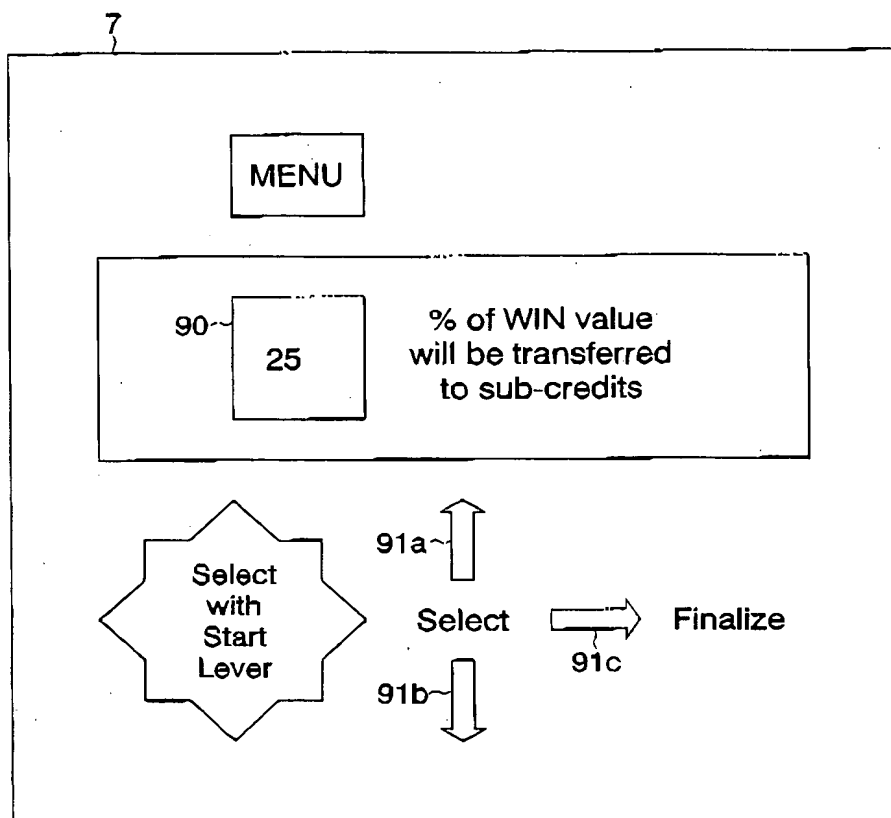 7
MENU
90
25
% of WIN value
will be transferred
to sub-credits
Select
with
Start
Lever
91a
Select
Finalize
91c
91b